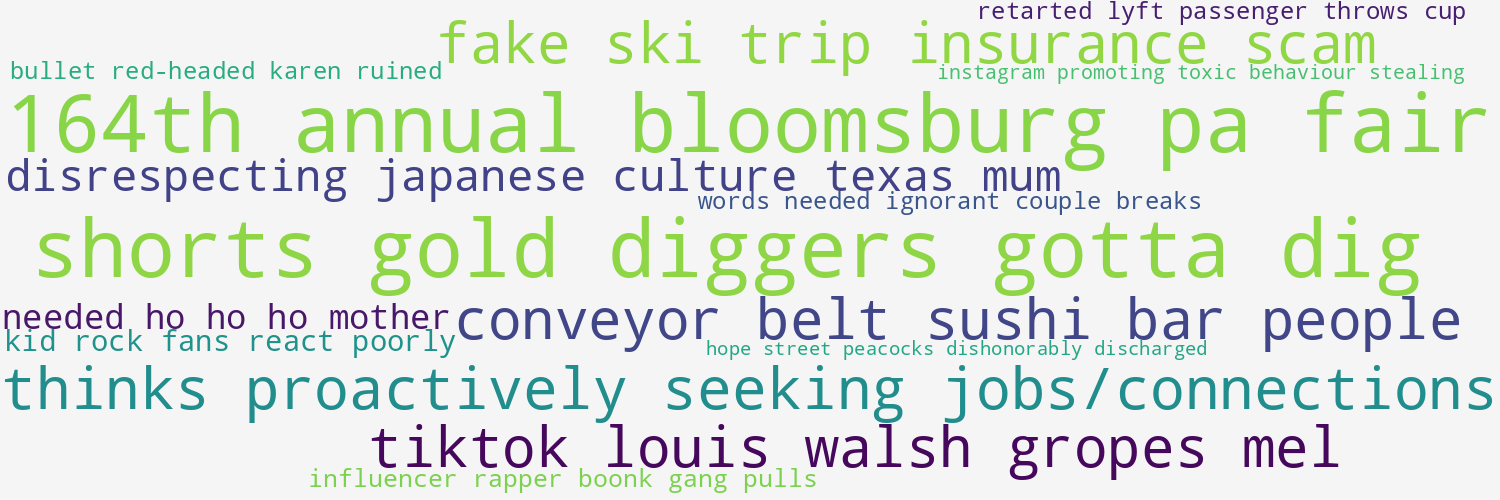 retarted lyft passenger throws cup
fake ski trip insurance scam
bullet red-headed karen ruined
instagram promoting toxic behaviour stealing
164th annual bloomsburg pa fair
disrespecting japanese culture texas mum
words needed ignorant couple breaks
shorts gold diggers gotta dig
needed ho ho ho mother
conveyor belt sushi bar people
kid rock fans react poorly
hope street peacocks dishonorably discharged
thinks proactively seeking jobs/connections
tiktok louis walsh gropes mel
influencer rapper boonk gang pulls